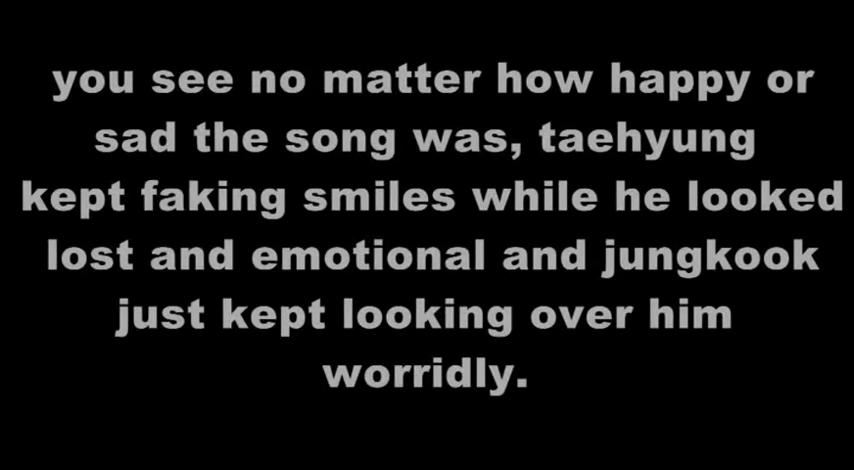 you see no matter how happy or
sad the song was, taehyung
kept faking smiles while he looked
lost and emotional and jungkook
just kept looking over him
worridly.